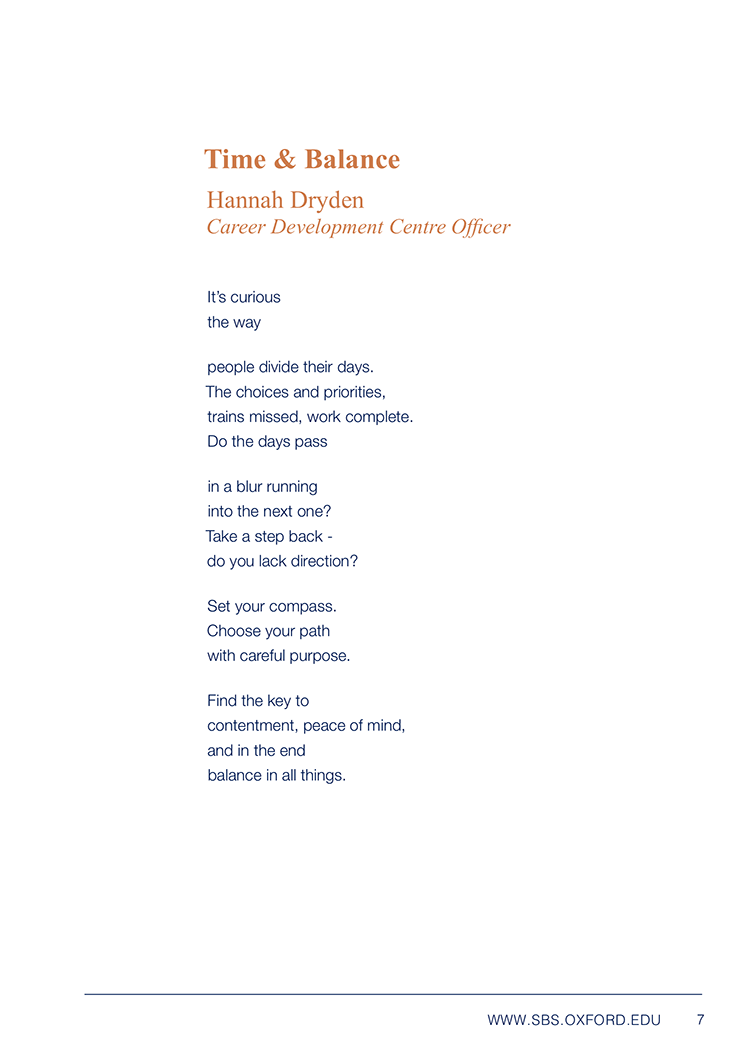 Time & Balance
Hannah Dryden
Career Development Centre Officer
It’s curious
the way
people divide their days.
The choices and priorities,
trains missed, work complete.
Do the days pass
in a blur running
into the next one?
Take a step back -
do you lack direction?
Set your compass.
Choose your path
with careful purpose.
Find the key to
contentment, peace of mind,
and in the end
balance in all things.
WWW.SBS.OXFORD.EDU 7